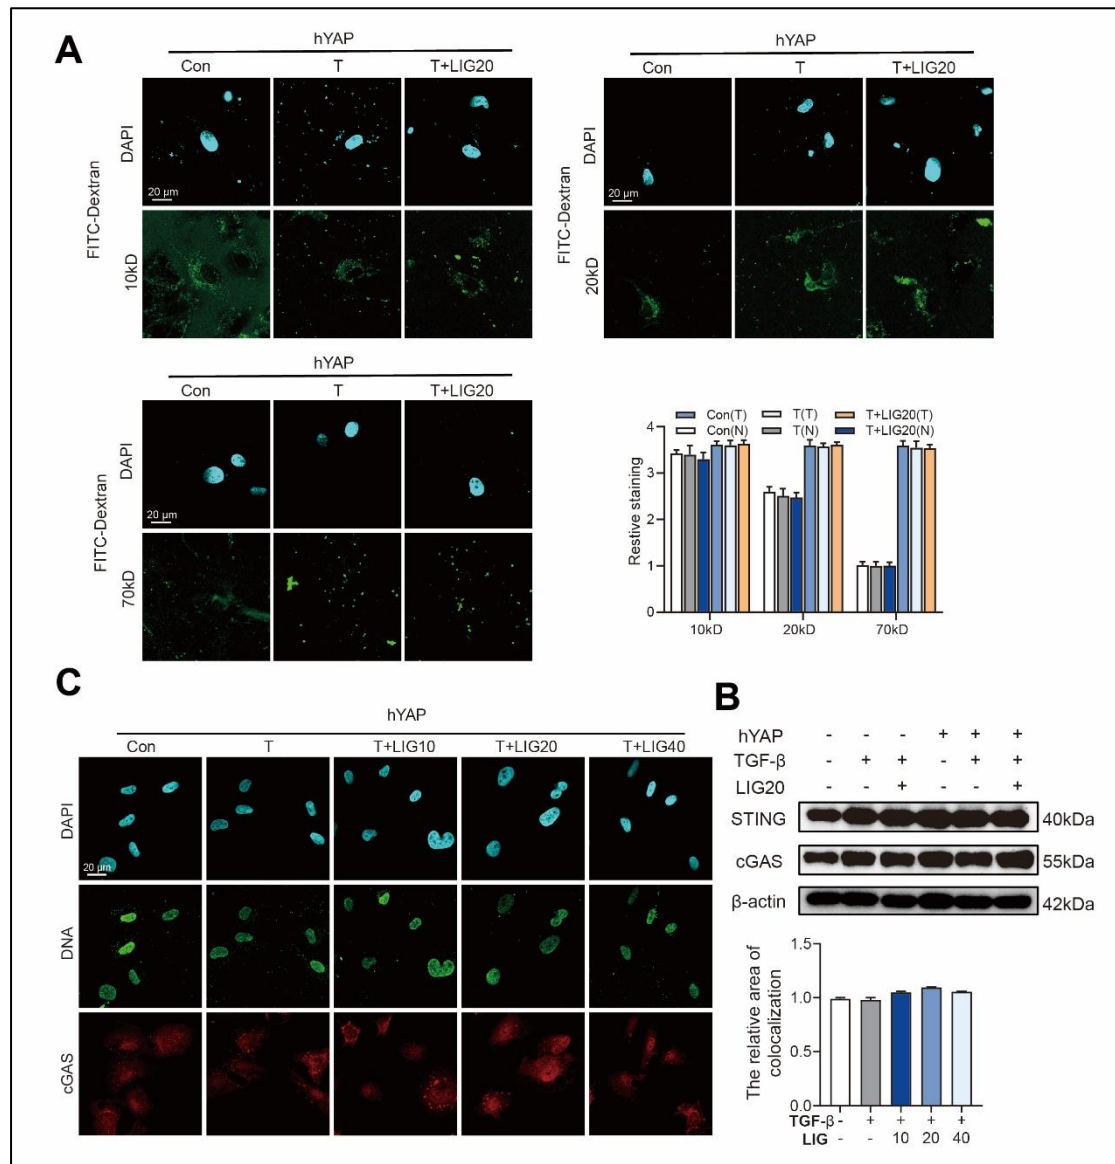 A
hYAP
Con T T+LIG20
DAPI
20 µm
FITC-Dextran
10kD
hYAP
Con T T+LIG20
DAPI
20 µm
FITC-Dextran
20kD
hYAP
Con T T+LIG20
DAPI
20 µm
FITC-Dextran
70kD
Con(T) T(T) T+LIG20(T)
Con(N) T(N) T+LIG20(N)
Restive staining
4
3
2
1
0
10kD 20kD 70kD
C
hYAP
Con T T+LIG10 T+LIG20 T+LIG40
DAPI
20 µm
DNA
cGAS
B
hYAP - - - + + +
TGF-β - + + - + +
LIG20 - - + - - +
STING 40kDa
cGAS 55kDa
β-actin 42kDa
The relative area of
colocalization
1.5
1.0
0.5
0.0
TGF-β - + + + +
LIG - - 10 20 40